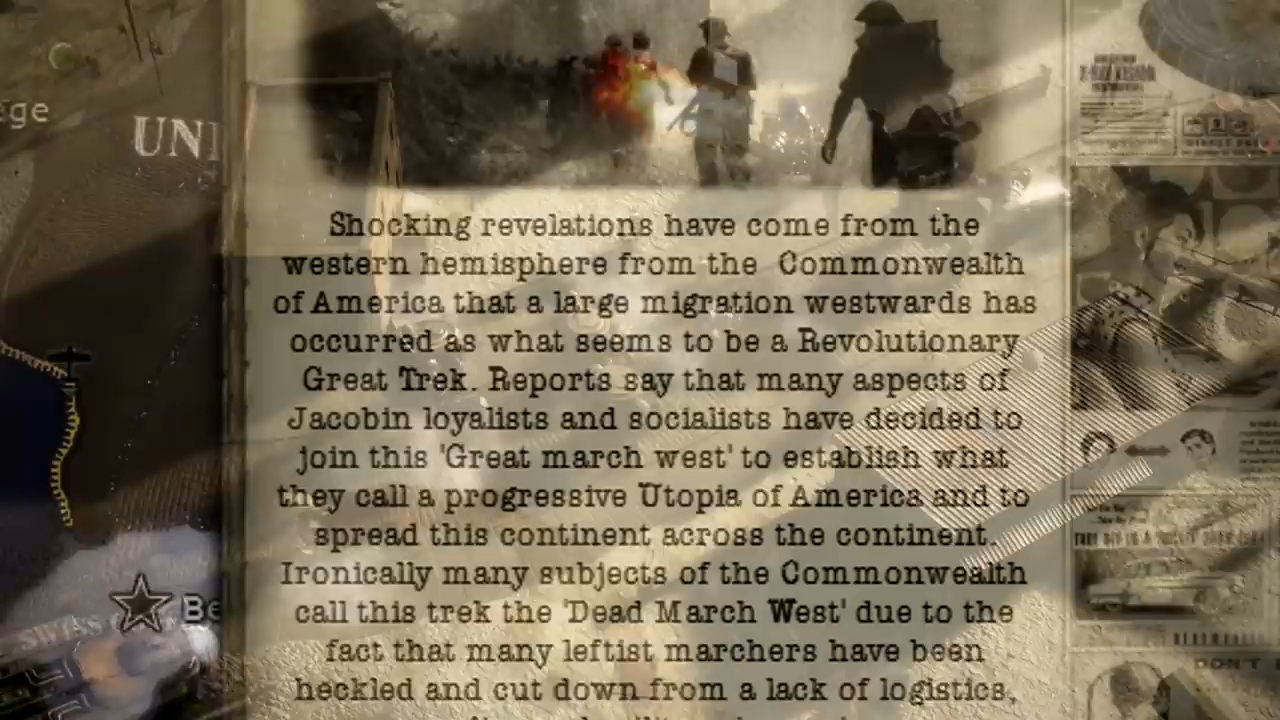 ge
UNI
Shocking revelations have come from the
western hemisphere from the Commonwealth
of America that a large migration westwards has
occurred as what seems to be a Revolutionary
Great Trek. Reports say that many aspects of
Jacobin loyalists and socialists have decided to
join this 'Great march west' to establish what
they call a progressive Utopia of America and to
spread this continent across the continent.
Ironically many subjects of the Commonwealth
call this trek the 'Dead March West' due to the
fact that many leftist marchers have been
heckled and cut down from a lack of logistics,
Be
SWISS
DON'T